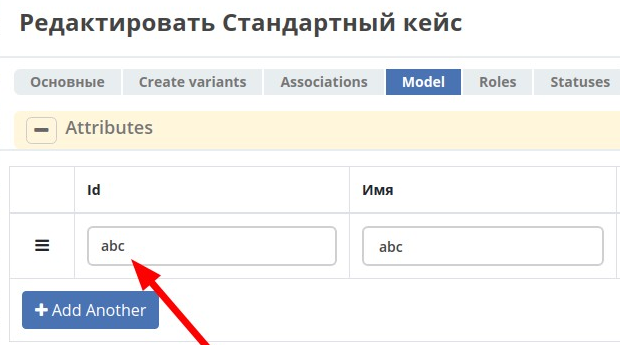 Редактировать Стандартный кейс
Основные Create variants Associations Model Roles Statuses
Attributes
Id Имя
abc abc
Add Another